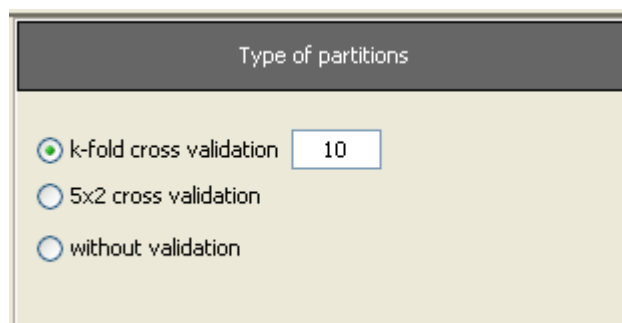 Type of partitions
k-fold cross validation 10
5x2 cross validation
without validation